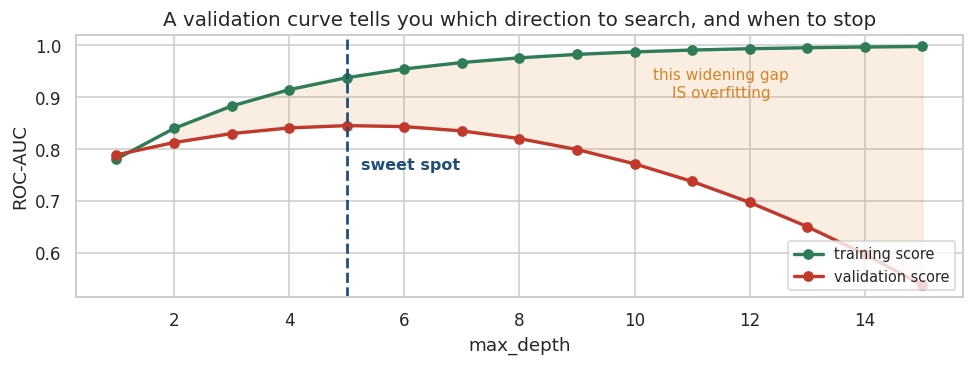 A validation curve tells you which direction to search, and when to stop
1.0
0.9
0.8
0.7
0.6
ROC-AUC
this widening gap
IS overfitting
sweet spot
training score
validation score
2 4 6 8 10 12 14
max_depth